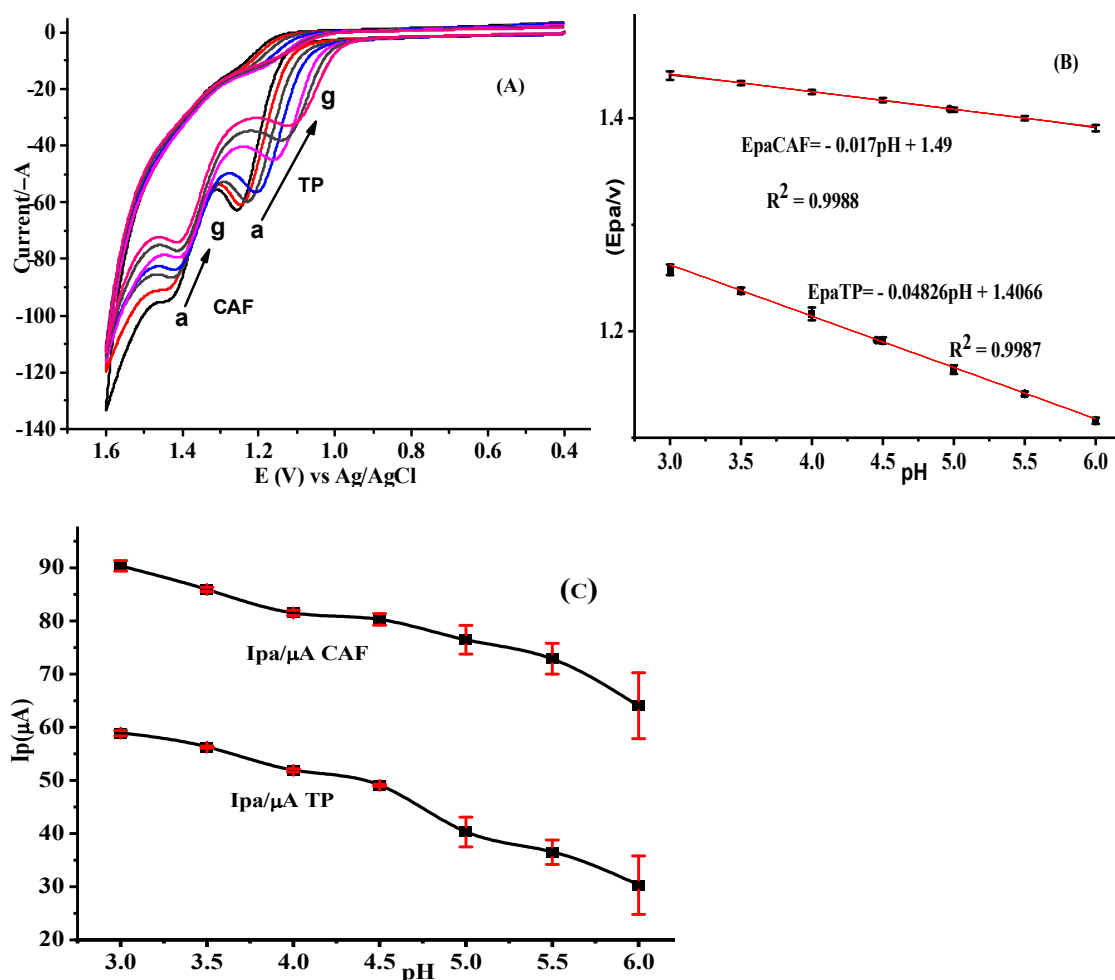 (A)
0
-20
-40
-60
-80
-100
-120
-140
Current/–A
g
TP
a
g
a
CAF
1.6
1.4
1.2
1.0
0.8
0.6
0.4
E (V) vs Ag/AgCl
(B)
1.4
1.2
(Epa/v)
EpaCAF= - 0.017pH + 1.49
R2 = 0.9988
EpaTP= - 0.04826pH + 1.4066
R2 = 0.9987
3.0
3.5
4.0
4.5
5.0
5.5
6.0
pH
(C)
90
80
70
60
50
40
30
20
Ip(μA)
Ipa/μA CAF
Ipa/μA TP
3.0
3.5
4.0
4.5
5.0
5.5
6.0
pH